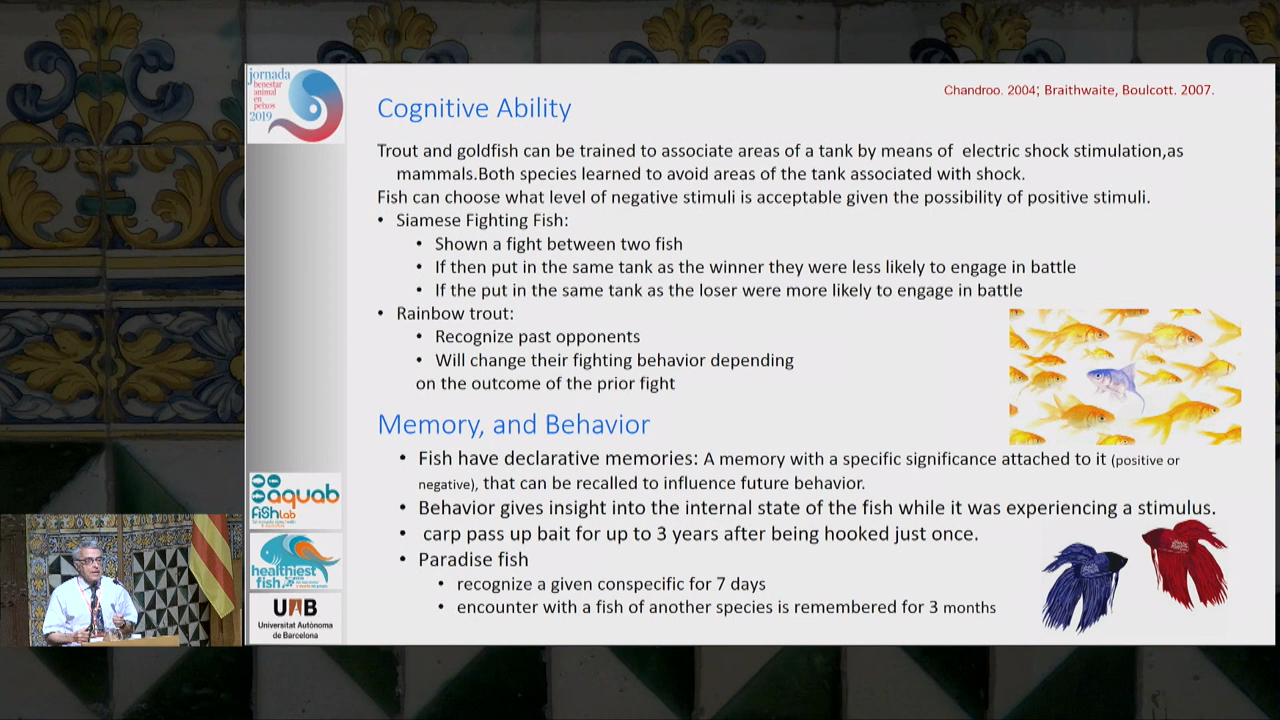 jornada
benestar
animal
en
peixos
2019
Chandroo. 2004; Braithwaite, Boulcott. 2007.
Cognitive Ability
Trout and goldfish can be trained to associate areas of a tank by means of electric shock stimulation,as
mammals.Both species learned to avoid areas of the tank associated with shock.
Fish can choose what level of negative stimuli is acceptable given the possibility of positive stimuli.
• Siamese Fighting Fish:
• Shown a fight between two fish
• If then put in the same tank as the winner they were less likely to engage in battle
• If the put in the same tank as the loser were more likely to engage in battle
• Rainbow trout:
• Recognize past opponents
• Will change their fighting behavior depending
on the outcome of the prior fight
Memory, and Behavior
• Fish have declarative memories: A memory with a specific significance attached to it (positive or
negative), that can be recalled to influence future behavior.
• Behavior gives insight into the internal state of the fish while it was experiencing a stimulus.
• carp pass up bait for up to 3 years after being hooked just once.
• Paradise fish
• recognize a given conspecific for 7 days
• encounter with a fish of another species is remembered for 3 months
aquab
fishlab
healthiest
fish
UAB
Universitat Autònoma
de Barcelona